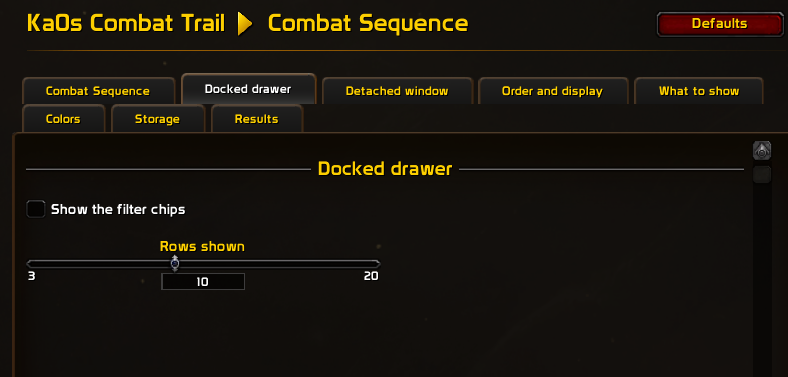 KaOs Combat Trail Combat Sequence
Defaults
Combat Sequence Docked drawer Detached window Order and display What to show
Colors Storage Results
Docked drawer
Show the filter chips
Rows shown
3 20
10